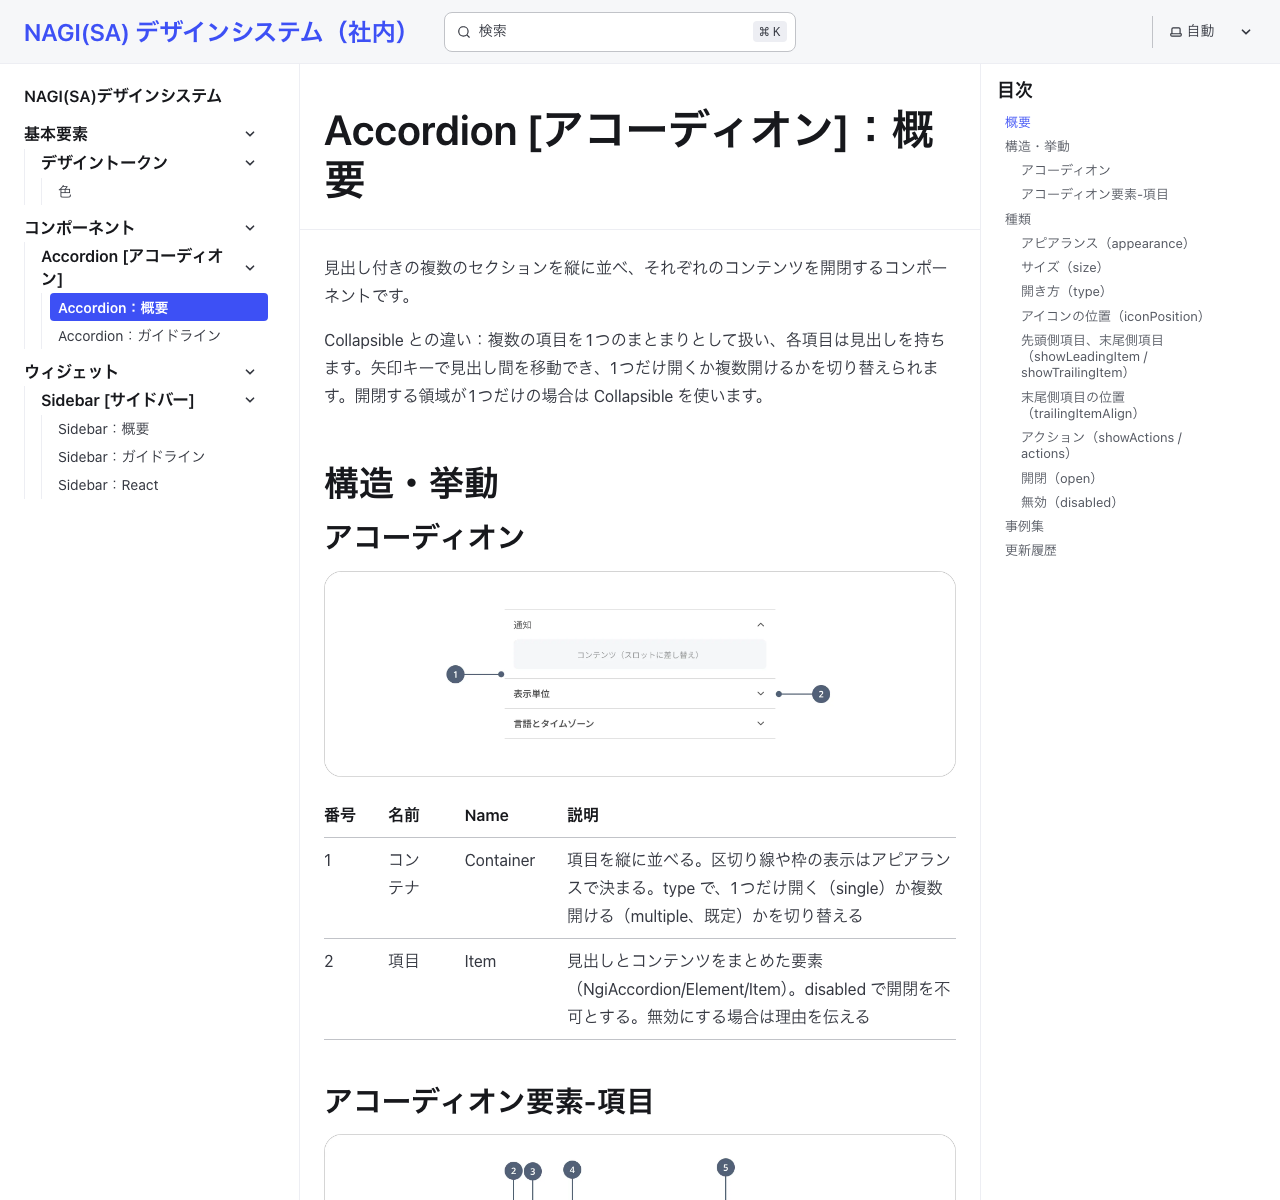 NAGI(SA) デザインシステム（社内）
検索
⌘ K
自動
NAGI(SA)デザインシステム
基本要素
デザイントークン
色
コンポーネント
Accordion [アコーディオ
ン]
Accordion：概要
Accordion：ガイドライン
ウィジェット
Sidebar [サイドバー]
Sidebar：概要
Sidebar：ガイドライン
Sidebar：React
Accordion [アコーディオン]：概
要
見出し付きの複数のセクションを縦に並べ、それぞれのコンテンツを開閉するコンポー
ネントです。
Collapsible との違い：複数の項目を1つのまとまりとして扱い、各項目は見出しを持ち
ます。矢印キーで見出し間を移動でき、1つだけ開くか複数開けるかを切り替えられま
す。開閉する領域が1つだけの場合は Collapsible を使います。
構造・挙動
アコーディオン
通知
コンテンツ（スロットに差し替え）
1
表示単位
2
言語とタイムゾーン
番号 名前 Name 説明
1 コン Container 項目を縦に並べる。区切り線や枠の表示はアピアラン
テナ スで決まる。type で、1つだけ開く（single）か複数
開ける（multiple、既定）かを切り替える
2 項目 Item 見出しとコンテンツをまとめた要素
（NgiAccordion/Element/Item）。disabled で開閉を不
可とする。無効にする場合は理由を伝える
アコーディオン要素-項目
2 3 4 5
目次
概要
構造・挙動
アコーディオン
アコーディオン要素-項目
種類
アピアランス（appearance）
サイズ（size）
開き方（type）
アイコンの位置（iconPosition）
先頭側項目、末尾側項目
（showLeadingItem /
showTrailingItem）
末尾側項目の位置
（trailingItemAlign）
アクション（showActions /
actions）
開閉（open）
無効（disabled）
事例集
更新履歴